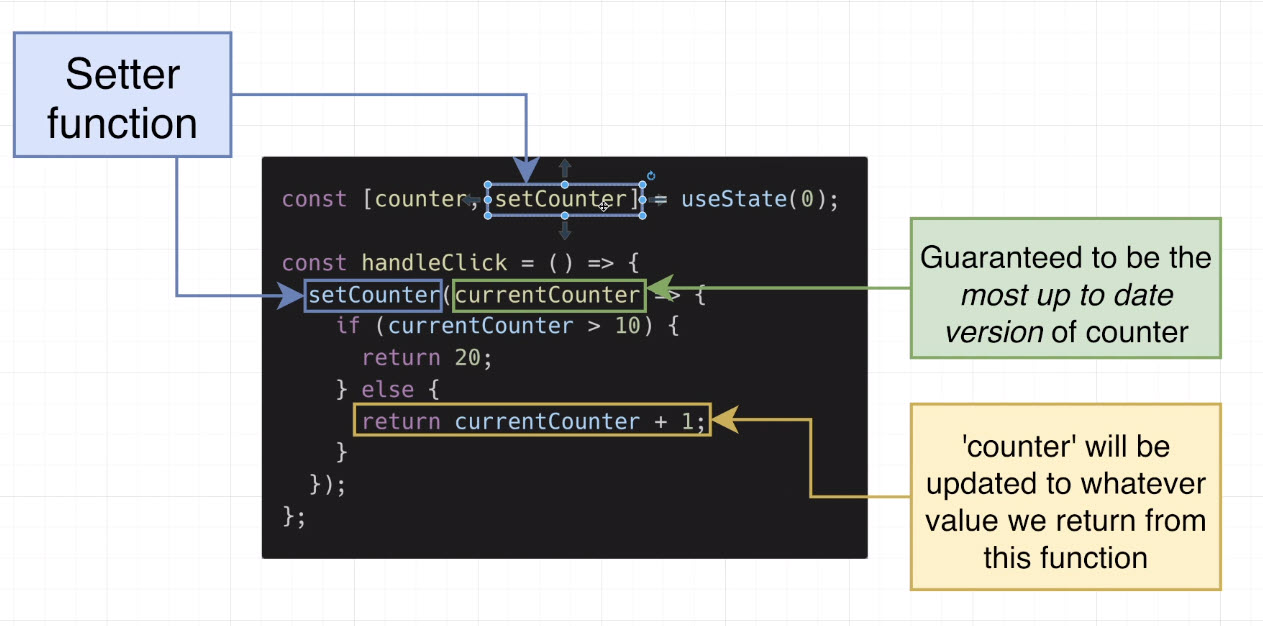 Setter
function
const [counter, setCounter] = useState(0);
const handleClick = () => {
setCounter(currentCounter => {
if (currentCounter > 10) {
return 20;
} else {
return currentCounter + 1;
}
});
};
Guaranteed to be the
most up to date
version of counter
'counter' will be
updated to whatever
value we return from
this function